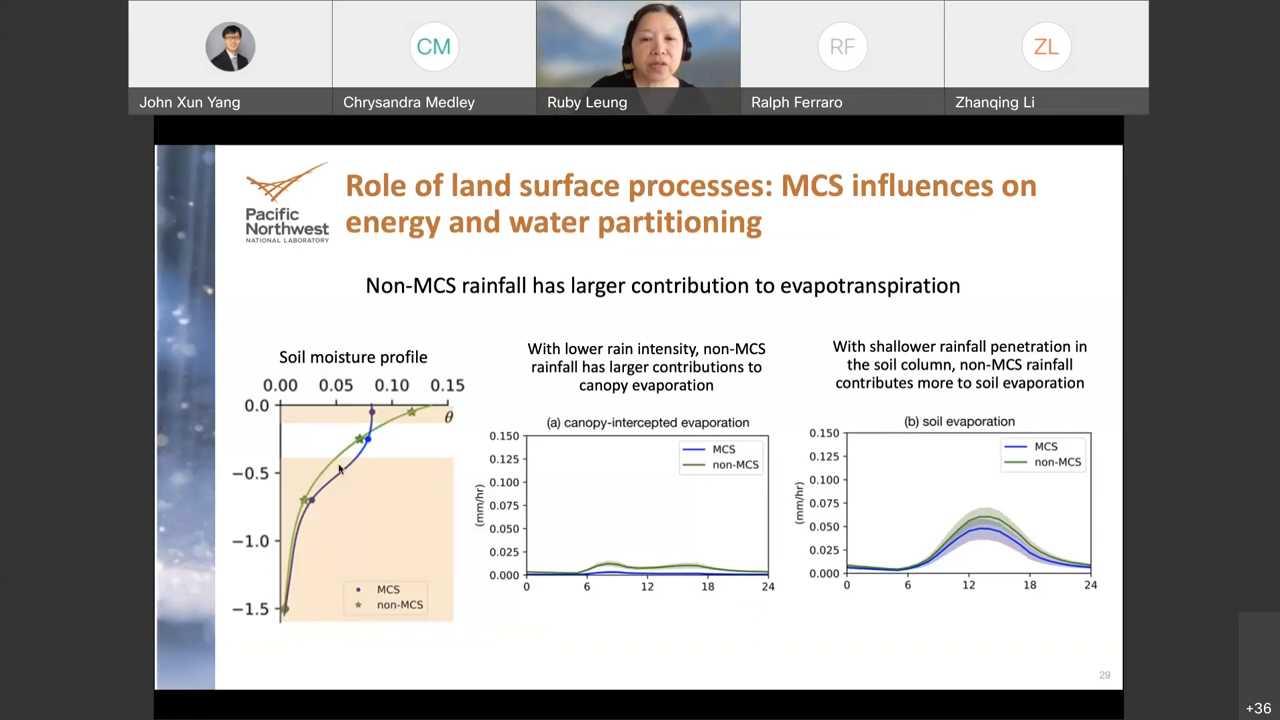 John Xun Yang
CM
Chrysandra Medley
Ruby Leung
RF
Ralph Ferraro
ZL
Zhanqing Li
Pacific
Northwest
NATIONAL LABORATORY
Role of land surface processes: MCS influences on
energy and water partitioning
Non-MCS rainfall has larger contribution to evapotranspiration
Soil moisture profile
0.00 0.05 0.10 0.15
θ
0.0
−0.5
−1.0
−1.5
MCS
non-MCS
With lower rain intensity, non-MCS
rainfall has larger contributions to
canopy evaporation
(a) canopy-intercepted evaporation
(mm/hr)
0.150
0.125
0.100
0.075
0.050
0.025
0.000
0 6 12 18 24
MCS
non-MCS
With shallower rainfall penetration in
the soil column, non-MCS rainfall
contributes more to soil evaporation
(b) soil evaporation
(mm/hr)
0.150
0.125
0.100
0.075
0.050
0.025
0.000
0 6 12 18 24
MCS
non-MCS
29
+36